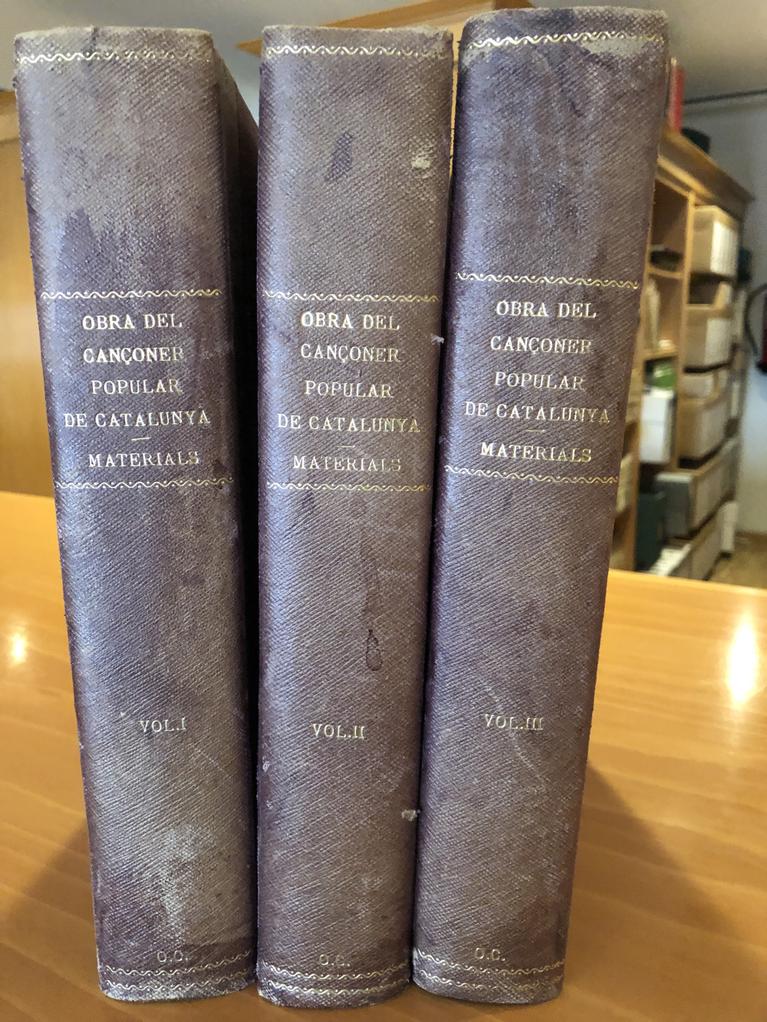 OBRA DEL
CANÇONER
POPULAR
DE CATALUNYA
MATERIALS
VOL.I
O.C.
OBRA DEL
CANÇONER
POPULAR
DE CATALUNYA
MATERIALS
VOL.II
O.C.
OBRA DEL
CANÇONER
POPULAR
DE CATALUNYA
MATERIALS
VOL.III
O.C.